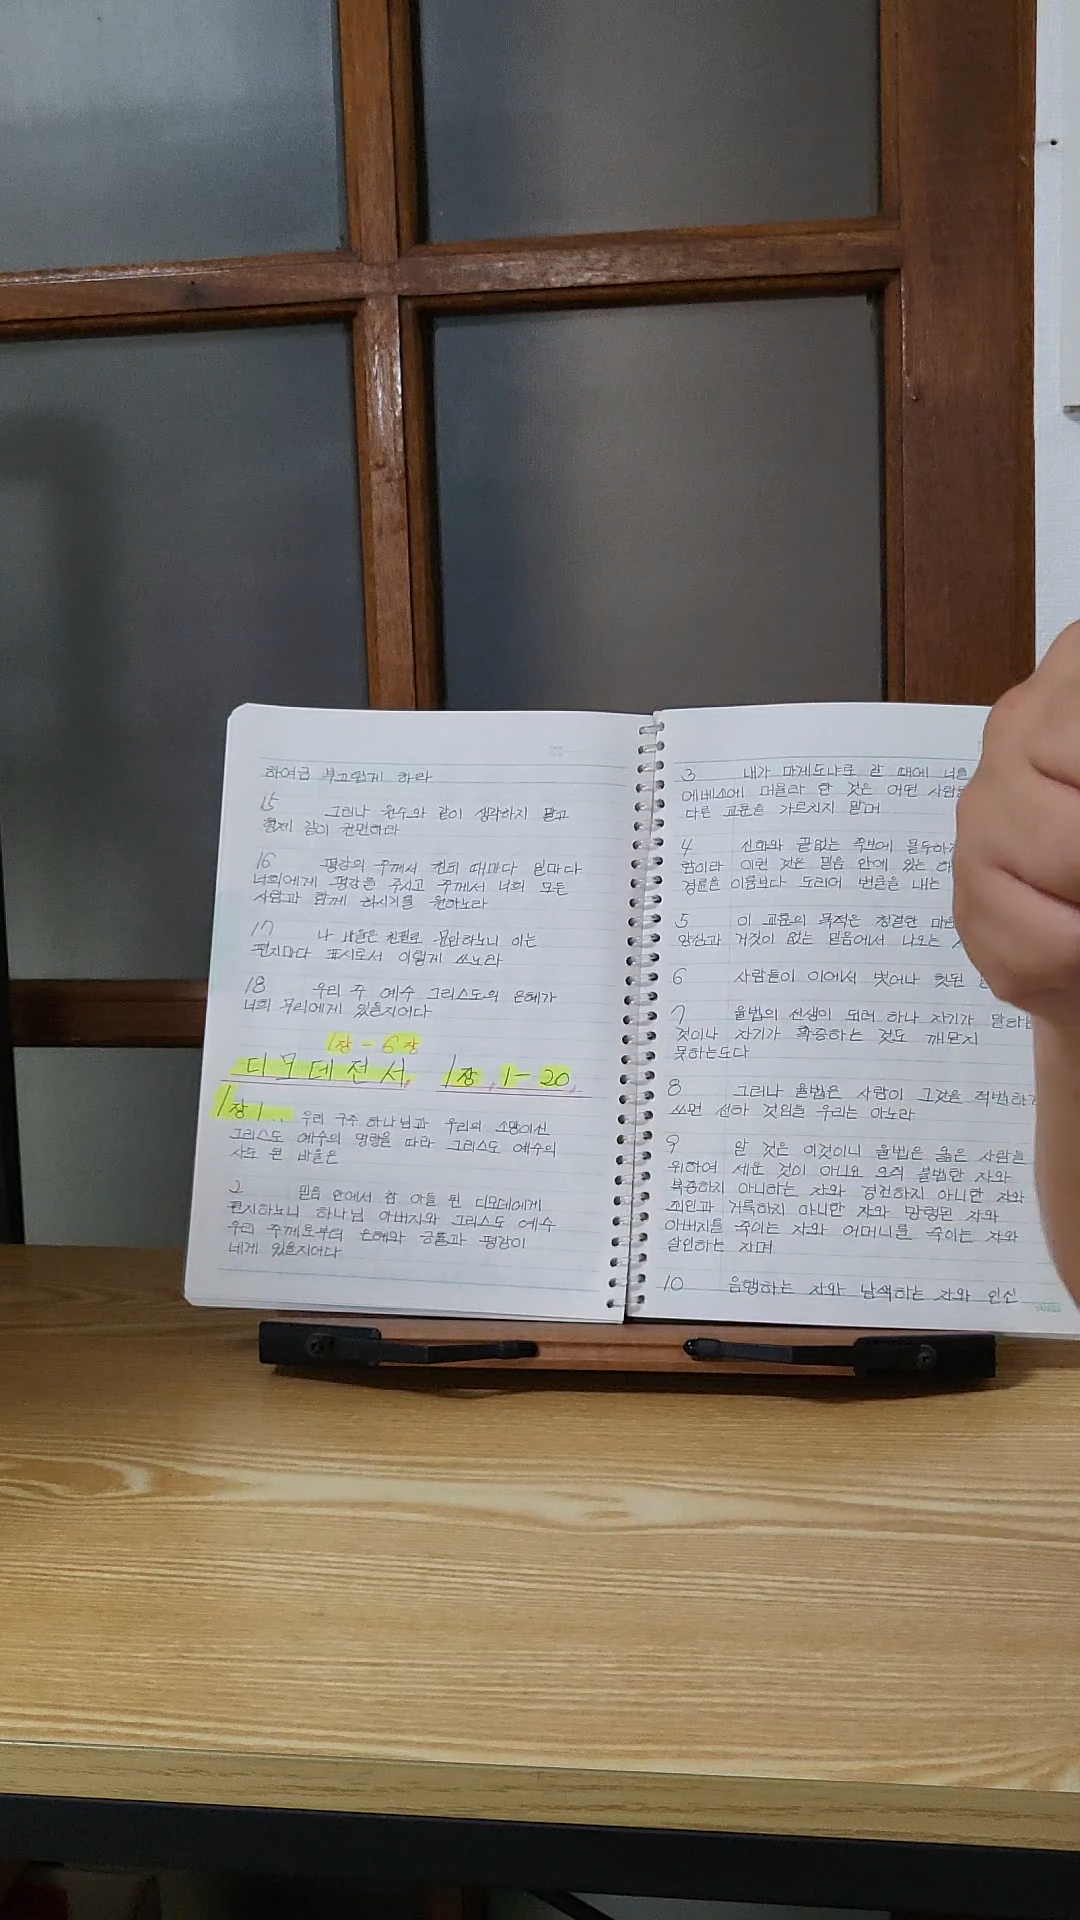 하여금 부끄럽게 하라
15 그러나 원수와 같이 생각하지 말고
형제 같이 권면하라
16 평강의 주께서 친히 때마다 일마다
너희에게 평강을 주시고 주께서 너희 모든
사람과 함께 하시기를 원하노라
17 나 바울은 친필로 문안하노니 이는
편지마다 표시로서 이렇게 쓰노라
18 우리 주 예수 그리스도의 은혜가
너희 무리에게 있을지어다
1장 - 6장
디모데전서, 1장, 1-20,
1장 1... 우리 구주 하나님과 우리의 소망이신
그리스도 예수의 명령을 따라 그리스도 예수의
사도 된 바울은
2 믿음 안에서 참 아들 된 디모데에게
편지하노니 하나님 아버지와 그리스도 예수
우리 주께로부터 은혜와 긍휼과 평강이
네게 있을지어다
3 내가 마게도냐로 갈 때에 너를
에베소에 머물라 한 것은 어떤
다른 교훈을 가르치지 말며
4 신화와 끝없는 족보에
함이라 이런 것은 믿음 안에 있는
경륜을 이룸보다 도리어 변론을 내는
5 이 교훈의 목적은 청결한
양심과 거짓이 없는 믿음에서 나오는
6 사람들이 이에서 벗어나 헛된
7 율법의 선생이 되려 하나 자기가
것이나 자기가 확증하는 것도 깨닫지
못하는도다
8 그러나 율법은 사람이 그것을
쓰면 선하 것임을 우리는 아노라
9 알 것은 이것이니 율법은 옳은 사람을
위하여 세운 것이 아니요 오직 불법한 자와
복종하지 아니하는 자와 경건하지 아니한 자와
죄인과 거룩하지 아니한 자와 망령된 자와
아버지를 죽이는 자와 어머니를 죽이는 자와
살인하는 자며
10 음행하는 자와 남색하는 자와 인신